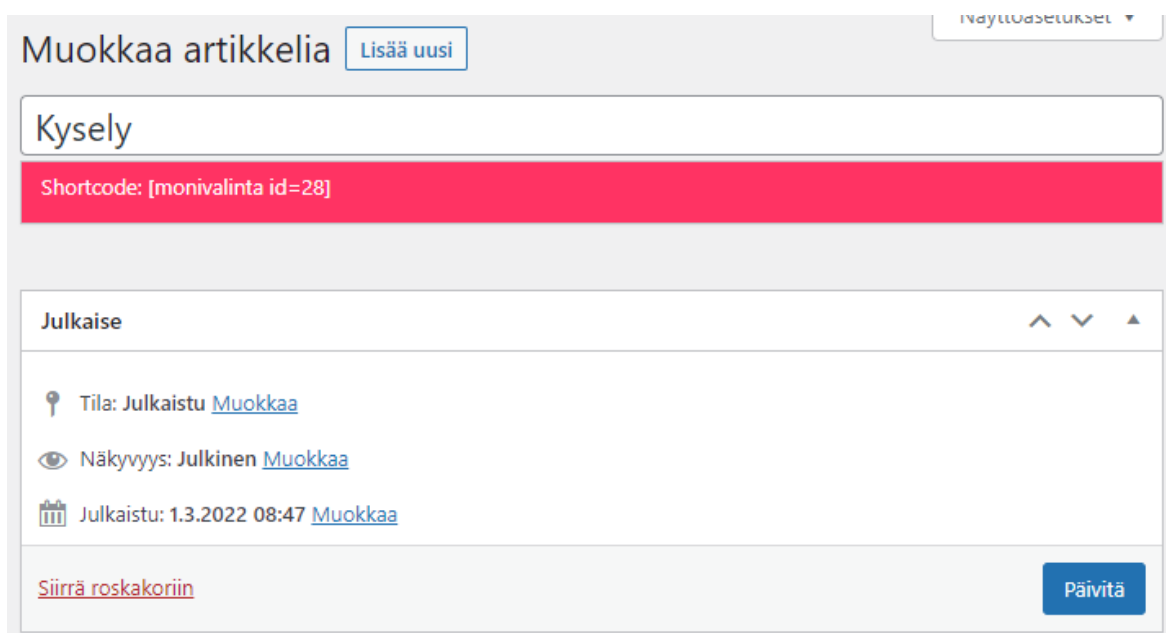 Näyttöasetukset
Muokkaa artikkelia Lisää uusi
Kysely
Shortcode: [monivalinta id=28]
Julkaise
Tila: Julkaistu Muokkaa
Näkyvyys: Julkinen Muokkaa
Julkaistu: 1.3.2022 08:47 Muokkaa
Siirrä roskakoriin Päivitä